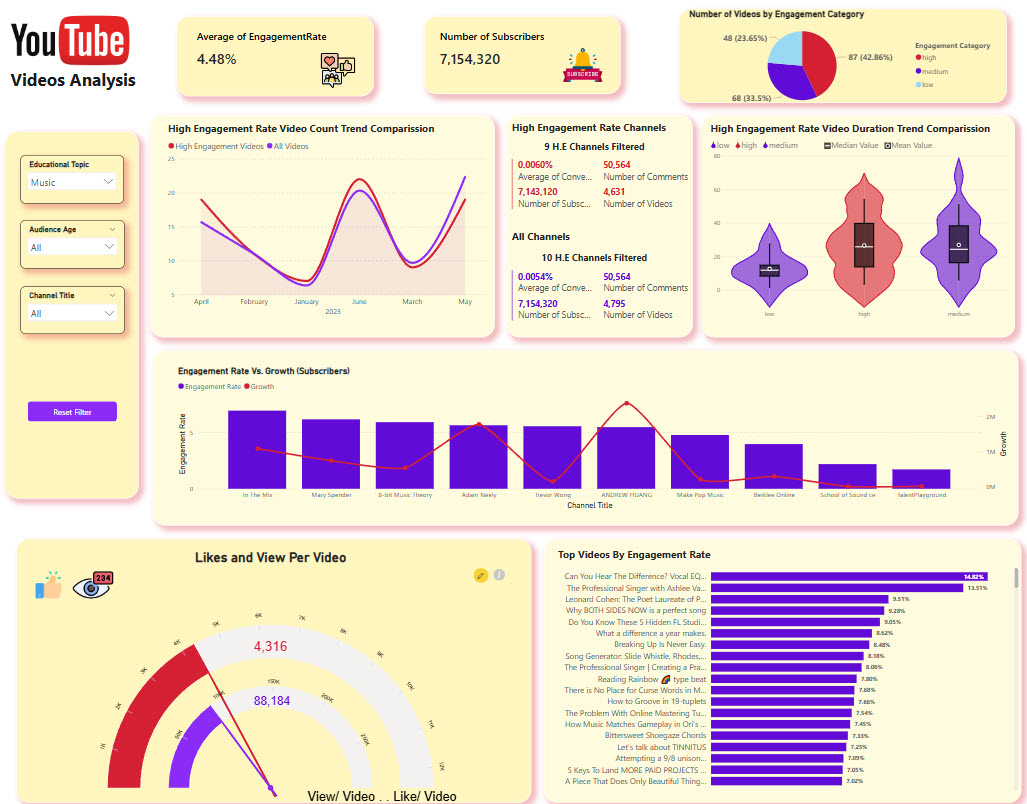 YouTube
Videos Analysis
Average of EngagementRate
4.48%
Number of Subscribers
7,154,320
SUBSCRIBE
Number of Videos by Engagement Category
48 (23.65%)
87 (42.86%)
68 (33.5%)
Engagement Category
high
medium
low
Educational Topic
Music
Audience Age
All
Channel Title
All
Reset Filter
High Engagement Rate Video Count Trend Comparission
High Engagement Videos All Videos
25
20
15
10
5
April February January June March May
2023
High Engagement Rate Channels
9 H.E Channels Filtered
0.0060% 50,564
Average of Conve... Number of Comments
7,143,120 4,631
Number of Subsc... Number of Videos
All Channels
10 H.E Channels Filtered
0.0054% 50,564
Average of Conve... Number of Comments
7,154,320 4,795
Number of Subsc... Number of Videos
High Engagement Rate Video Duration Trend Comparission
low high medium Median Value Mean Value
80
60
40
20
0
low high medium
Engagement Rate Vs. Growth (Subscribers)
Engagement Rate Growth
Engagement Rate
5
0
2M
1M
0M
Growth
In The Mix Mary Spender 8-bit Music Theory Adam Neely Trevor Wong ANDREW HUANG Make Pop Music Berklee Online School of Sound ce TalentPlayground
Channel Title
Likes and View Per Video
234
1K 2K 3K 4K 5K 6K 7K 8K 9K 10K 11K 12K
4,316
50K 100K 150K 200K 250K
88,184
View/ Video . . Like/ Video
Top Videos By Engagement Rate
Can You Hear The Difference? Vocal EQ... 14.82%
The Professional Singer with Ashlee Va... 13.51%
Leonard Cohen: The Poet Laureate of P... 9.51%
Why BOTH SIDES NOW is a perfect song 9.28%
Do You Know These 5 Hidden FL Studi... 9.05%
What a difference a year makes. 8.62%
Breaking Up Is Never Easy. 8.48%
Song Generator: Slide Whistle, Rhodes,... 8.18%
The Professional Singer | Creating a Pra... 8.06%
Reading Rainbow 🌈 type beat 7.80%
There is No Place for Curse Words in M... 7.68%
How to Groove in 19-tuplets 7.66%
The Problem With Online Mastering Tu... 7.54%
How Music Matches Gameplay in Ori's ... 7.45%
Bittersweet Shoegaze Chords 7.33%
Let's talk about TINNITUS 7.25%
Attempting a 9/8 unison... 7.09%
5 Keys To Land MORE PAID PROJECTS ... 7.05%
A Piece That Does Only Beautiful Thing... 7.02%